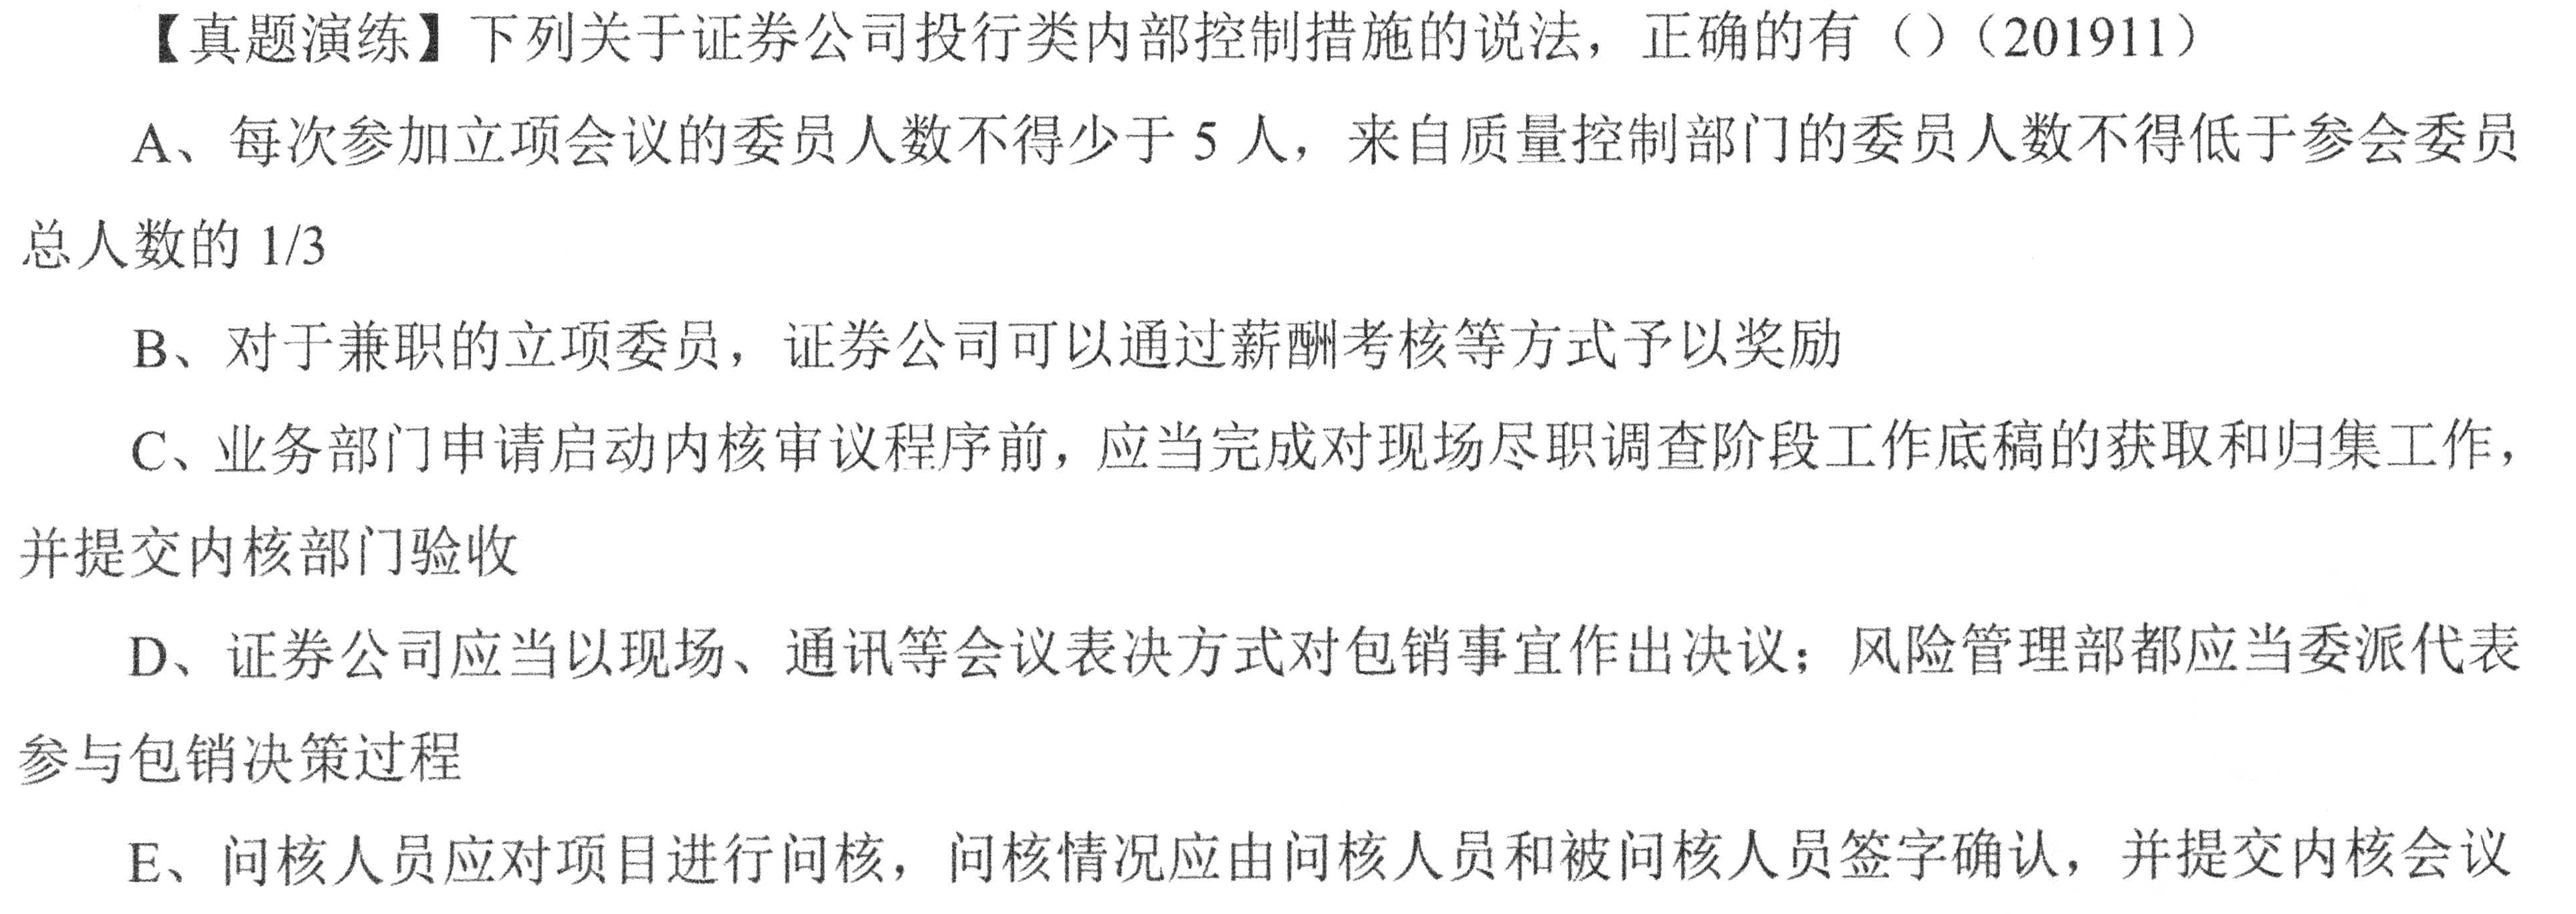 【真题演练】下列关于证券公司投行类内部控制措施的说法，正确的有（）（201911）
A、每次参加立项会议的委员人数不得少于 5 人，来自质量控制部门的委员人数不得低于参会委员
总人数的 1/3
B、对于兼职的立项委员，证券公司可以通过薪酬考核等方式予以奖励
C、业务部门申请启动内核审议程序前，应当完成对现场尽职调查阶段工作底稿的获取和归集工作，
并提交内核部门验收
D、证券公司应当以现场、通讯等会议表决方式对包销事宜作出决议；风险管理部都应当委派代表
参与包销决策过程
E、问核人员应对项目进行问核，问核情况应由问核人员和被问核人员签字确认，并提交内核会议